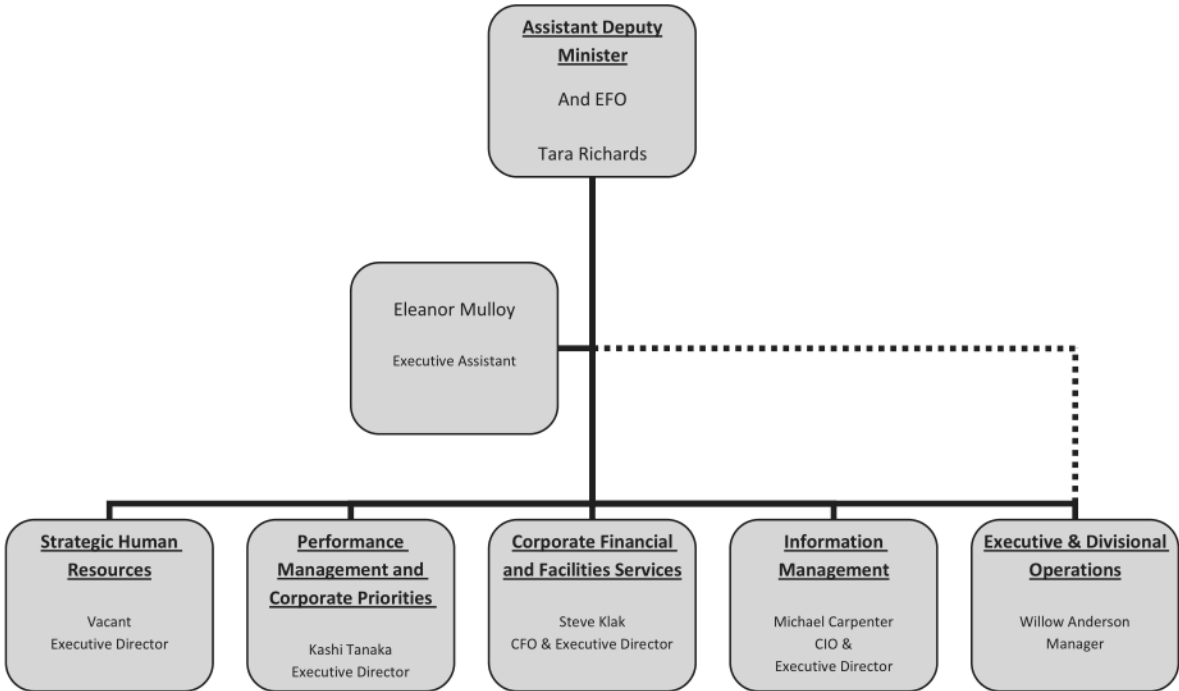 Assistant Deputy
Minister
And EFO
Tara Richards
Eleanor Mulloy
Executive Assistant
Strategic Human
Resources
Vacant
Executive Director
Performance
Management and
Corporate Priorities
Kashi Tanaka
Executive Director
Corporate Financial
and Facilities Services
Steve Klak
CFO & Executive Director
Information
Management
Michael Carpenter
CIO &
Executive Director
Executive & Divisional
Operations
Willow Anderson
Manager